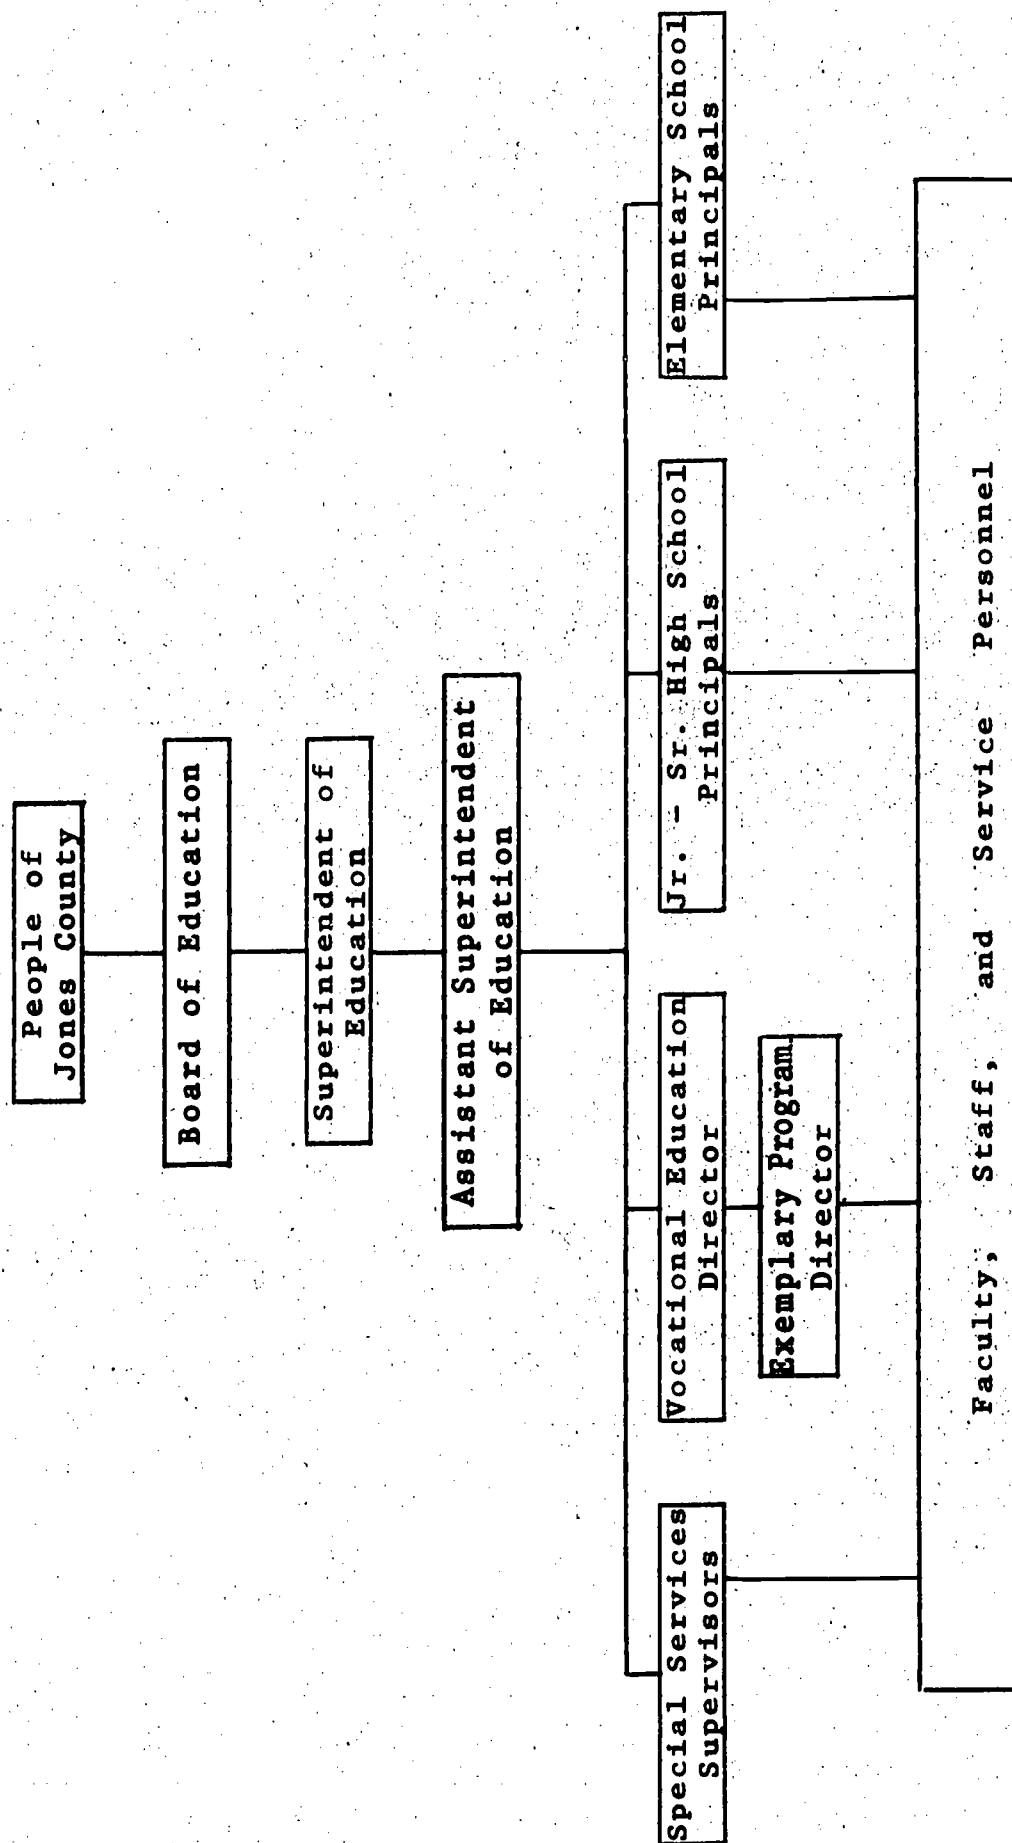 People of
Jones County
Board of Education
Superintendent of
Education
Assistant Superintendent
of Education
Special Services
Supervisors
Vocational Education
Director
Exemplary Program
Director
Jr. - Sr. High School
Principals
Elementary School
Principals
Faculty, Staff, and Service Personnel